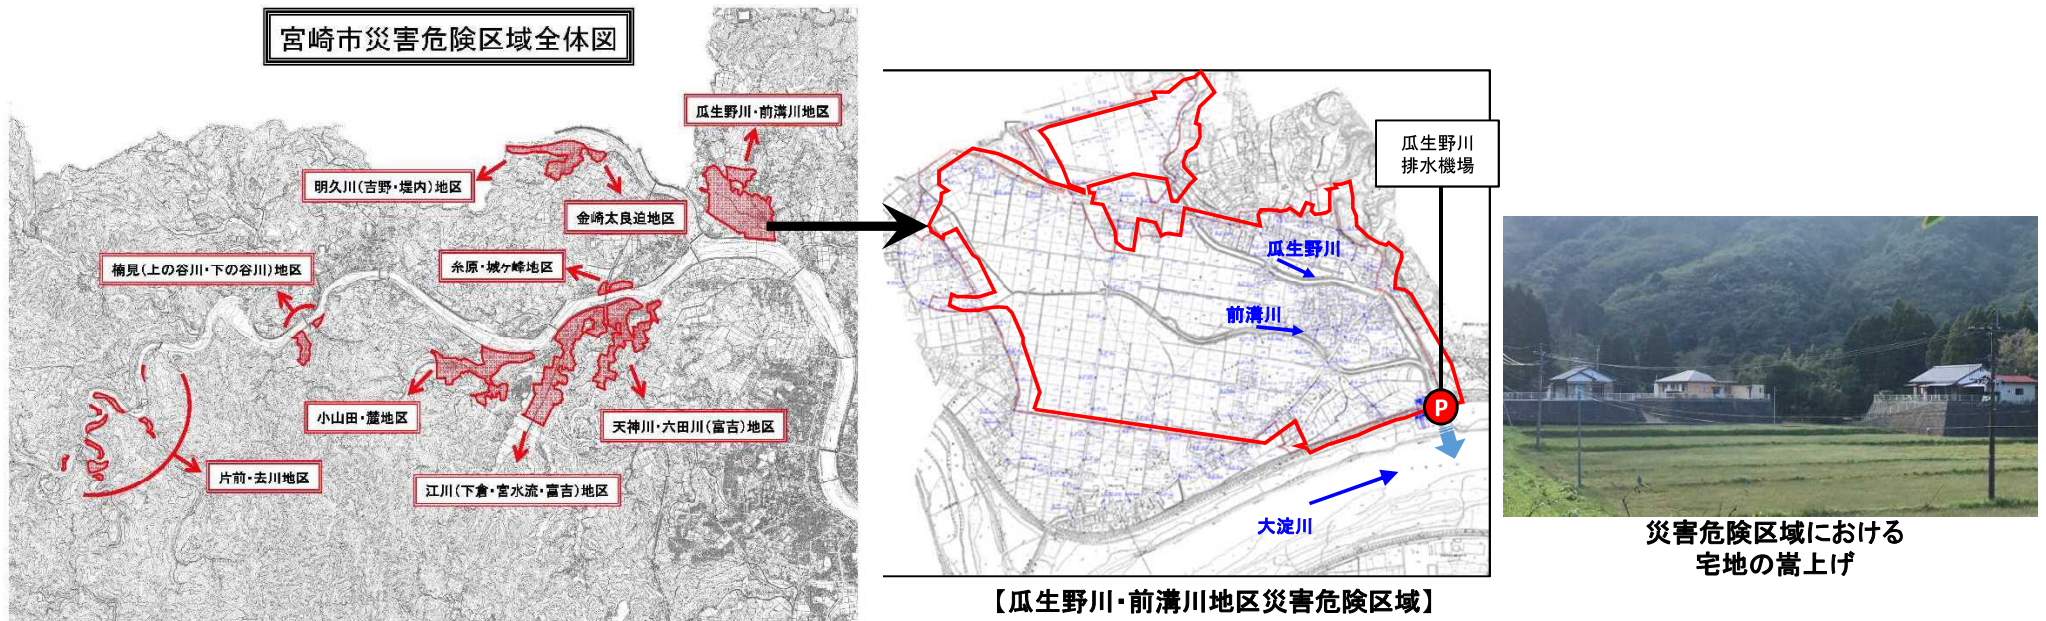 宮崎市災害危険区域全体図
瓜生野川・前溝川地区
明久川(吉野・堤内)地区
金崎太良迫地区
楠見(上の谷川・下の谷川)地区
糸原・城ケ峰地区
小山田・麓地区
天神川・六田川(富吉)地区
片前・去川地区
江川(下倉・宮水流・富吉)地区
瓜生野川
排水機場
瓜生野川
前溝川
P
大淀川
【瓜生野川・前溝川地区災害危険区域】
災害危険区域における
宅地の嵩上げ